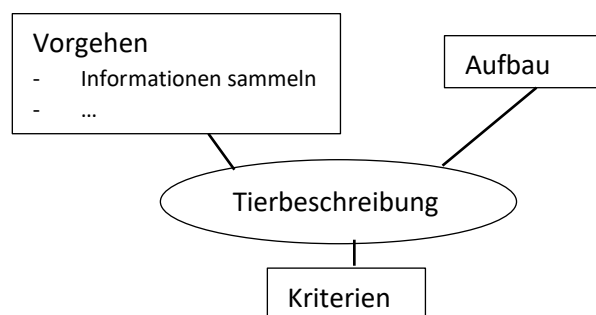 Vorgehen
- Informationen sammeln
- …
Aufbau
Tierbeschreibung
Kriterien